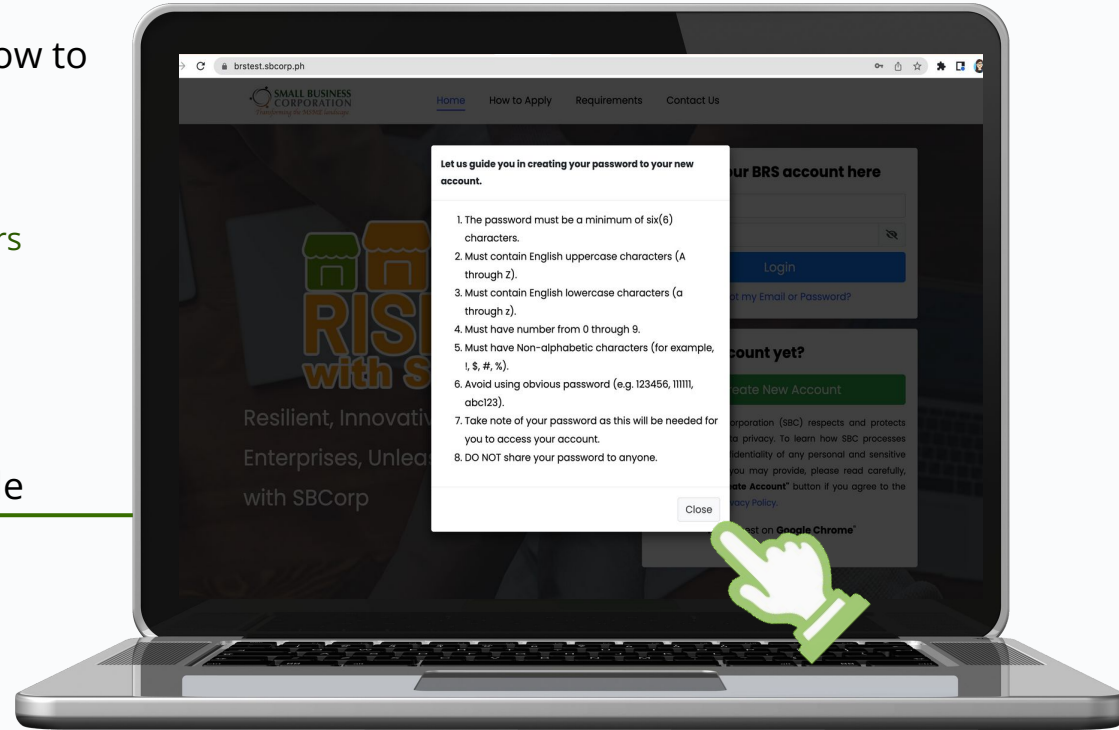 ow to
rs
e
brstest.sbcorp.ph
SMALL BUSINESS
CORPORATION
Home How to Apply Requirements Contact Us
Let us guide you in creating your password to your new
account.
1. The password must be a minimum of six(6)
characters.
2. Must contain English uppercase characters (A
through Z).
3. Must contain English lowercase characters (a
through z).
4. Must have number from 0 through 9.
5. Must have Non-alphabetic characters (for example,
!, $, #, %).
6. Avoid using obvious password (e.g. 123456, 111111,
abc123).
7. Take note of your password as this will be needed for
you to access your account.
8. DO NOT share your password to anyone.
Close
RIS
with S
Resilient, Innovativ
Enterprises, Unleas
with SBCorp
ur BRS account here
Login
ot my Email or Password?
count yet?
reate New Account
orporation (SBC) respects and protects
ta privacy. To learn how SBC processes
fidentiality of any personal and sensitive
you may provide, please read carefully,
ate Account" button if you agree to the
vacy Policy.
est on Google Chrome"